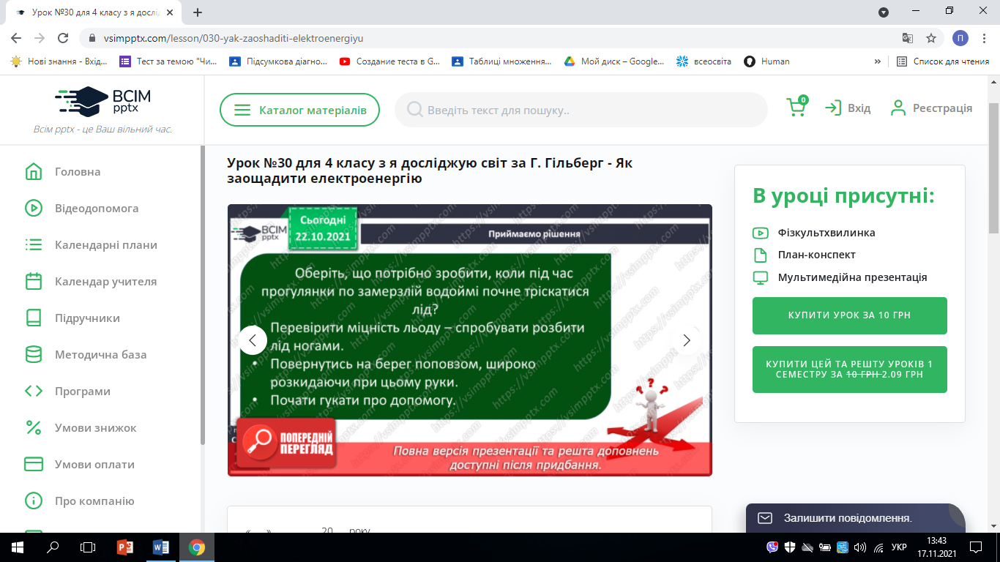 Урок №30 для 4 класу з я дослід
vsimpptx.com/lesson/030-yak-zaoshaditi-elektroenergiyu
П
Нові знання - Вхід...
Тест за темою "Чи...
Підсумкова діагно...
Создание теста в G...
Таблиці множення...
Мой диск – Google...
всеосвіта
Human
»
Список для чтения
ВСІМ
pptx
Всім pptx - це Ваш вільний час.
Каталог матеріалів
Введіть текст для пошуку..
0
Вхід
Реєстрація
Головна
Відеодопомога
Календарні плани
Календар учителя
Підручники
Методична база
Програми
Умови знижок
Умови оплати
Про компанію
Урок №30 для 4 класу з я досліджую світ за Г. Гільберг - Як
заощадити електроенергію
ВСІМ
pptx
Сьогодні
22.10.2021
Приймаємо рішення
Оберіть, що потрібно зробити, коли під час
прогулянки по замерзлій водоймі почне тріскатися
лід?
Перевірити міцність льоду – спробувати розбити
лід ногами.
• Повернутись на берег поповзом, широко
розкидаючи при цьому руки.
• Почати гукати про допомогу.
https://vsimpptx.com
ПОПЕРЕДНІЙ
ПЕРЕГЛЯД
Повна версія презентації та решта доповнень
доступні після придбання.
В уроці присутні:
Фізкультхвилинка
План-конспект
Мультимедійна презентація
КУПИТИ УРОК ЗА 10 ГРН
КУПИТИ ЦЕЙ ТА РЕШТУ УРОКІВ 1
СЕМЕСТРУ ЗА 10 ГРН 2.09 ГРН
« » 20 року
Залишити повідомлення.
УКР
13:43
17.11.2021